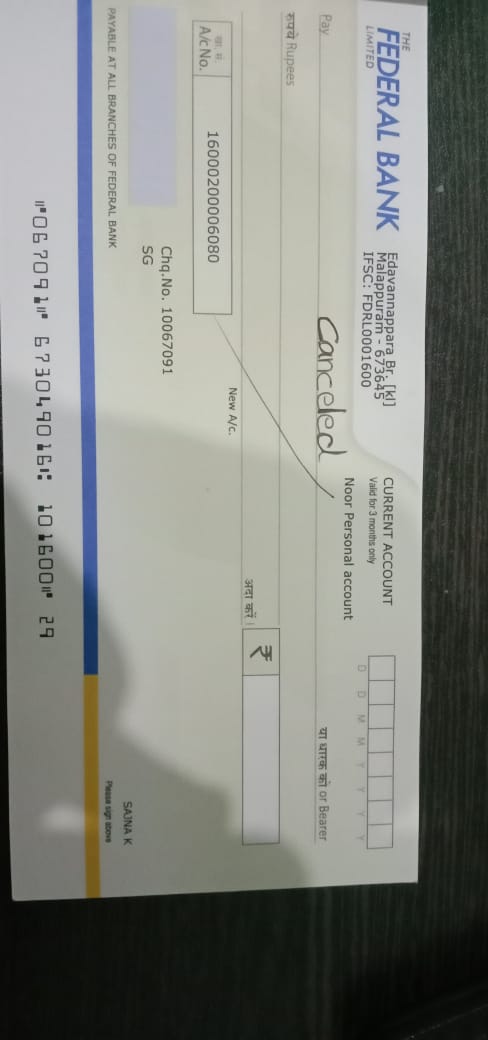 THE
FEDERAL BANK
LIMITED
Edavannappara Br. [kl]
Malappuram - 673645
IFSC: FDRL0001600
CURRENT ACCOUNT
Valid for 3 months only
D D M M Y Y Y Y
Noor Personal account
Pay
Canceled
या धारक को or Bearer
रुपये Rupees
अदा करें।
₹
खा. सं.
A/c No.
16000200006080
New A/c.
Chq.No. 10067091
SG
SAJNA K
Please sign above
PAYABLE AT ALL BRANCHES OF FEDERAL BANK
⑈067091⑈ 673049016⑆ 101600⑈ 29